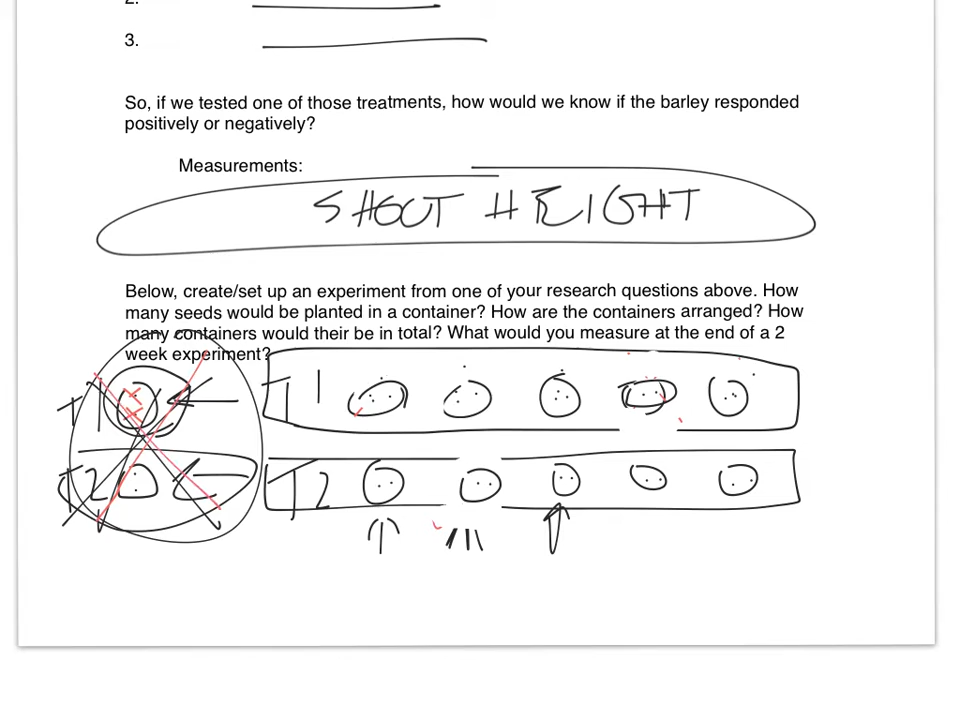 2.
3.
So, if we tested one of those treatments, how would we know if the barley responded
positively or negatively?
Measurements:
SHOOT HEIGHT
Below, create/set up an experiment from one of your research questions above. How
many seeds would be planted in a container? How are the containers arranged? How
many containers would their be in total? What would you measure at the end of a 2
week experiment?
T1
T1
T2
T2